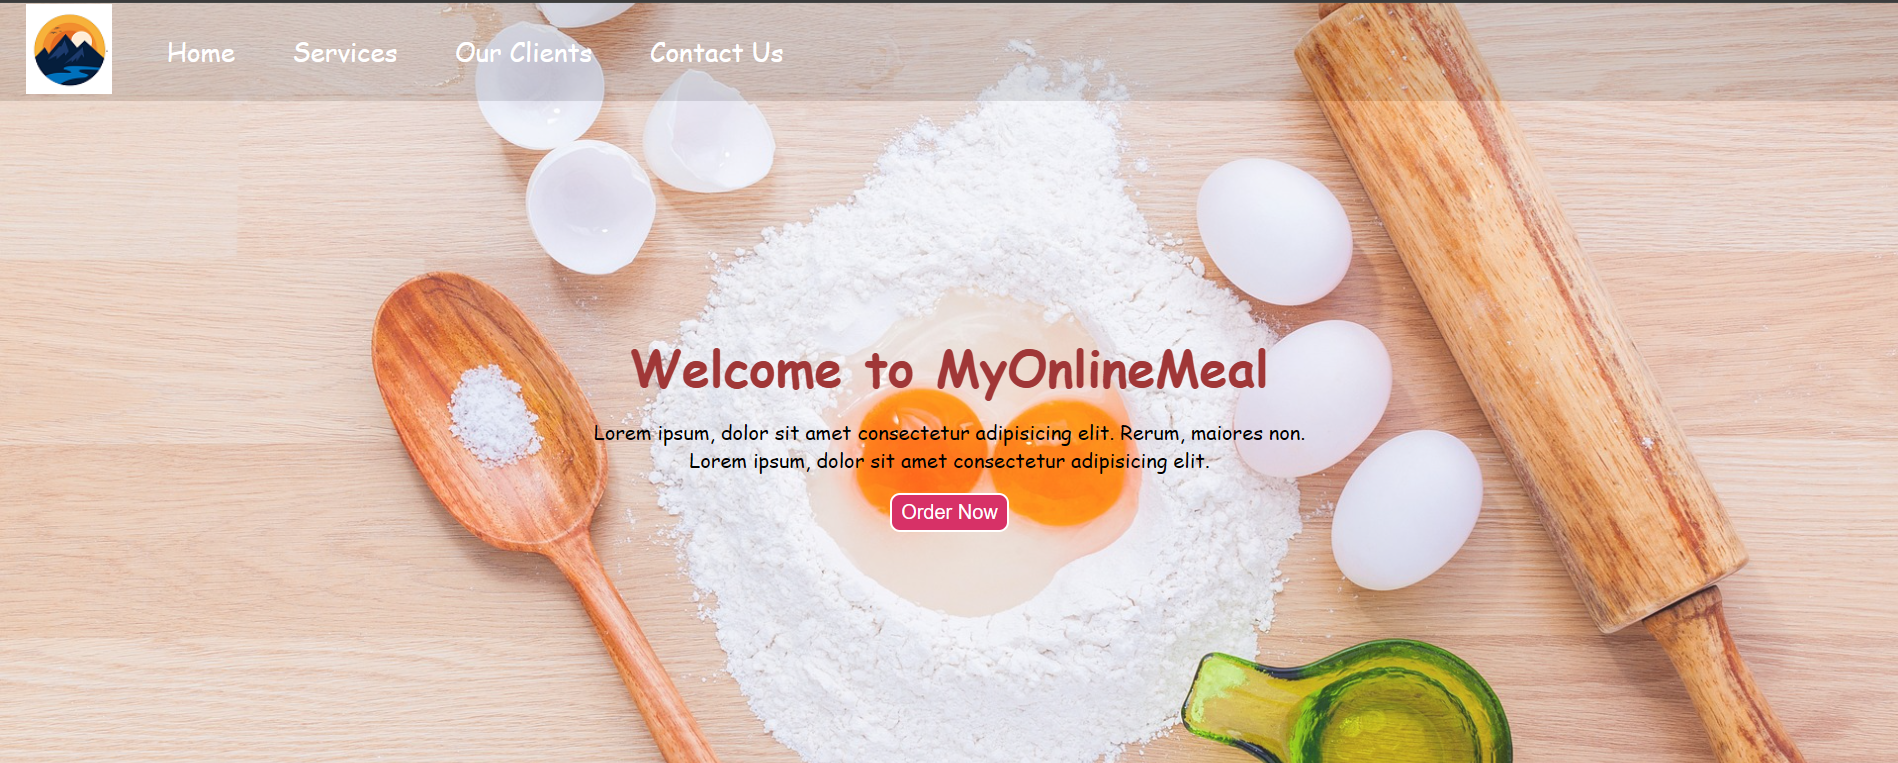 Home Services Our Clients Contact Us
Welcome to MyOnlineMeal
Lorem ipsum, dolor sit amet consectetur adipisicing elit. Rerum, maiores non.
Lorem ipsum, dolor sit amet consectetur adipisicing elit.
Order Now